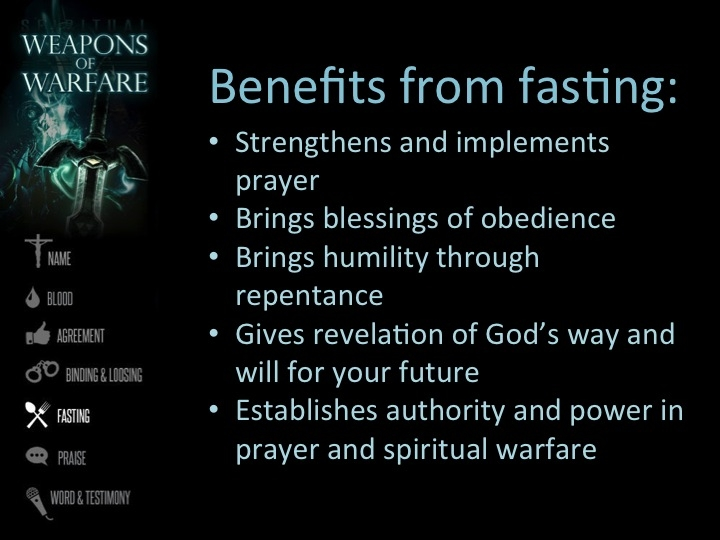 SPIRITUAL
WEAPONS
OF
WARFARE
NAME
BLOOD
AGREEMENT
BINDING & LOOSING
FASTING
PRAISE
WORD & TESTIMONY
Benefits from fasting:
• Strengthens and implements
prayer
• Brings blessings of obedience
• Brings humility through
repentance
• Gives revelation of God’s way and
will for your future
• Establishes authority and power in
prayer and spiritual warfare